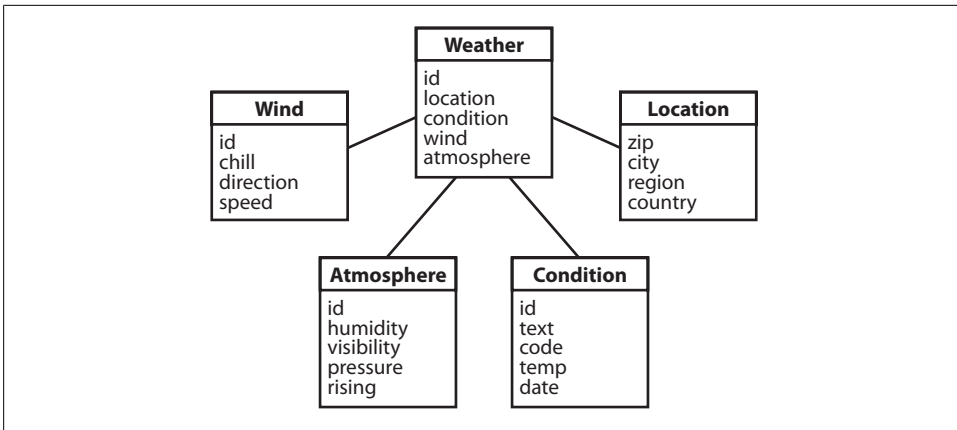 Weather
id
location
condition
wind
atmosphere
Wind
id
chill
direction
speed
Location
zip
city
region
country
Atmosphere
id
humidity
visibility
pressure
rising
Condition
id
text
code
temp
date